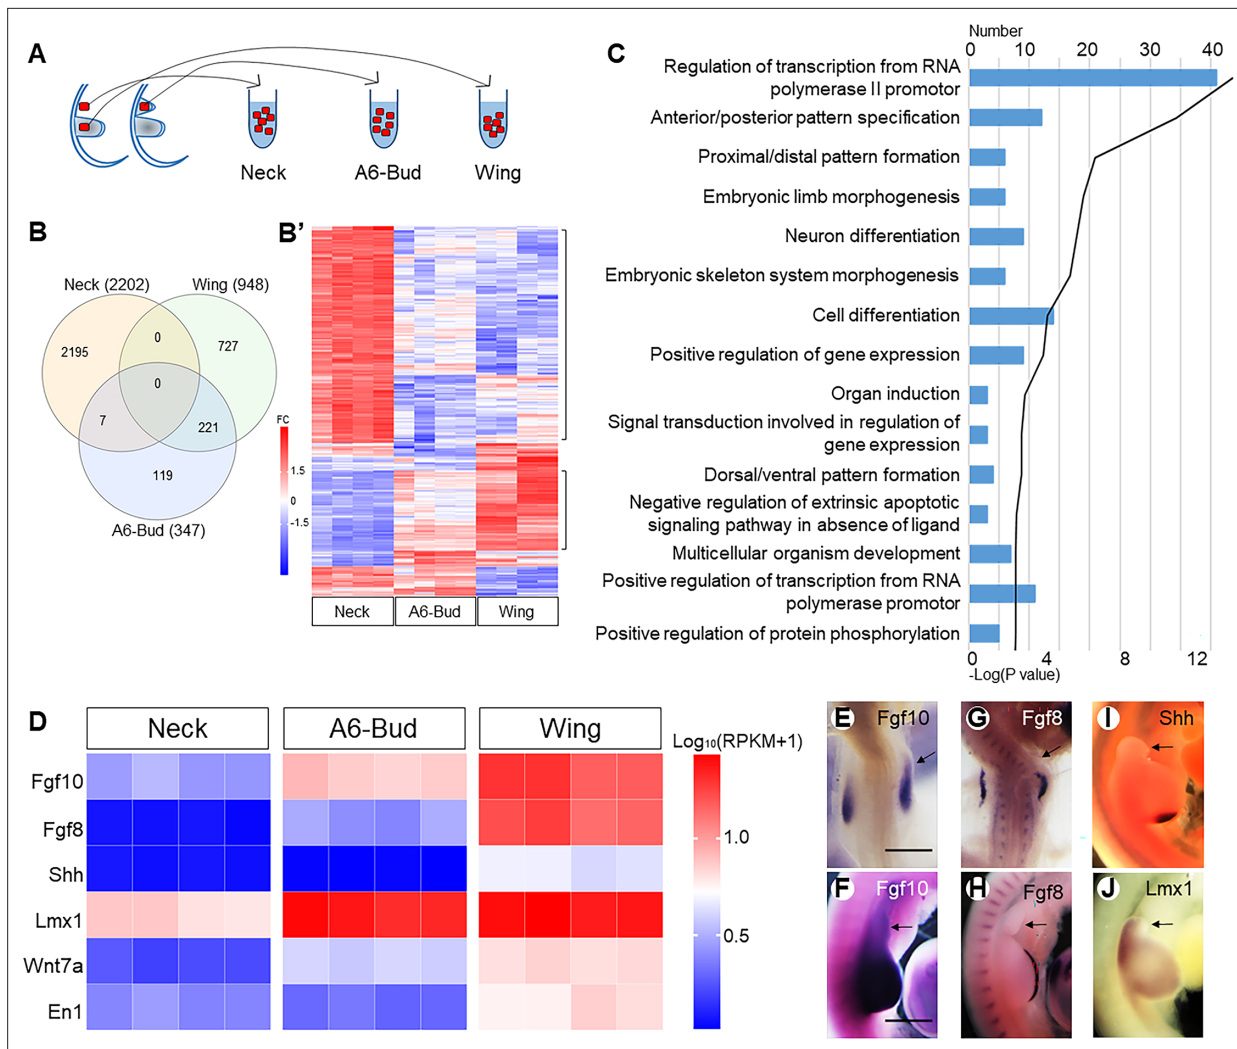 A
Neck
A6-Bud
Wing
B
Neck (2202)
Wing (948)
0
2195
727
0
7
221
119
A6-Bud (347)
B’
FC
1.5
0
-1.5
Neck
A6-Bud
Wing
C
Number
0
10
20
30
40
Regulation of transcription from RNA
polymerase II promotor
Anterior/posterior pattern specification
Proximal/distal pattern formation
Embryonic limb morphogenesis
Neuron differentiation
Embryonic skeleton system morphogenesis
Cell differentiation
Positive regulation of gene expression
Organ induction
Signal transduction involved in regulation of
gene expression
Dorsal/ventral pattern formation
Negative regulation of extrinsic apoptotic
signaling pathway in absence of ligand
Multicellular organism development
Positive regulation of transcription from RNA
polymerase promotor
Positive regulation of protein phosphorylation
0
4
8
12
-Log(P value)
D
Neck
A6-Bud
Wing
Log₁₀(RPKM+1)
Fgf10
Fgf8
Shh
Lmx1
Wnt7a
En1
1.0
0.5
E Fgf10
G Fgf8
I Shh
F Fgf10
H Fgf8
J Lmx1